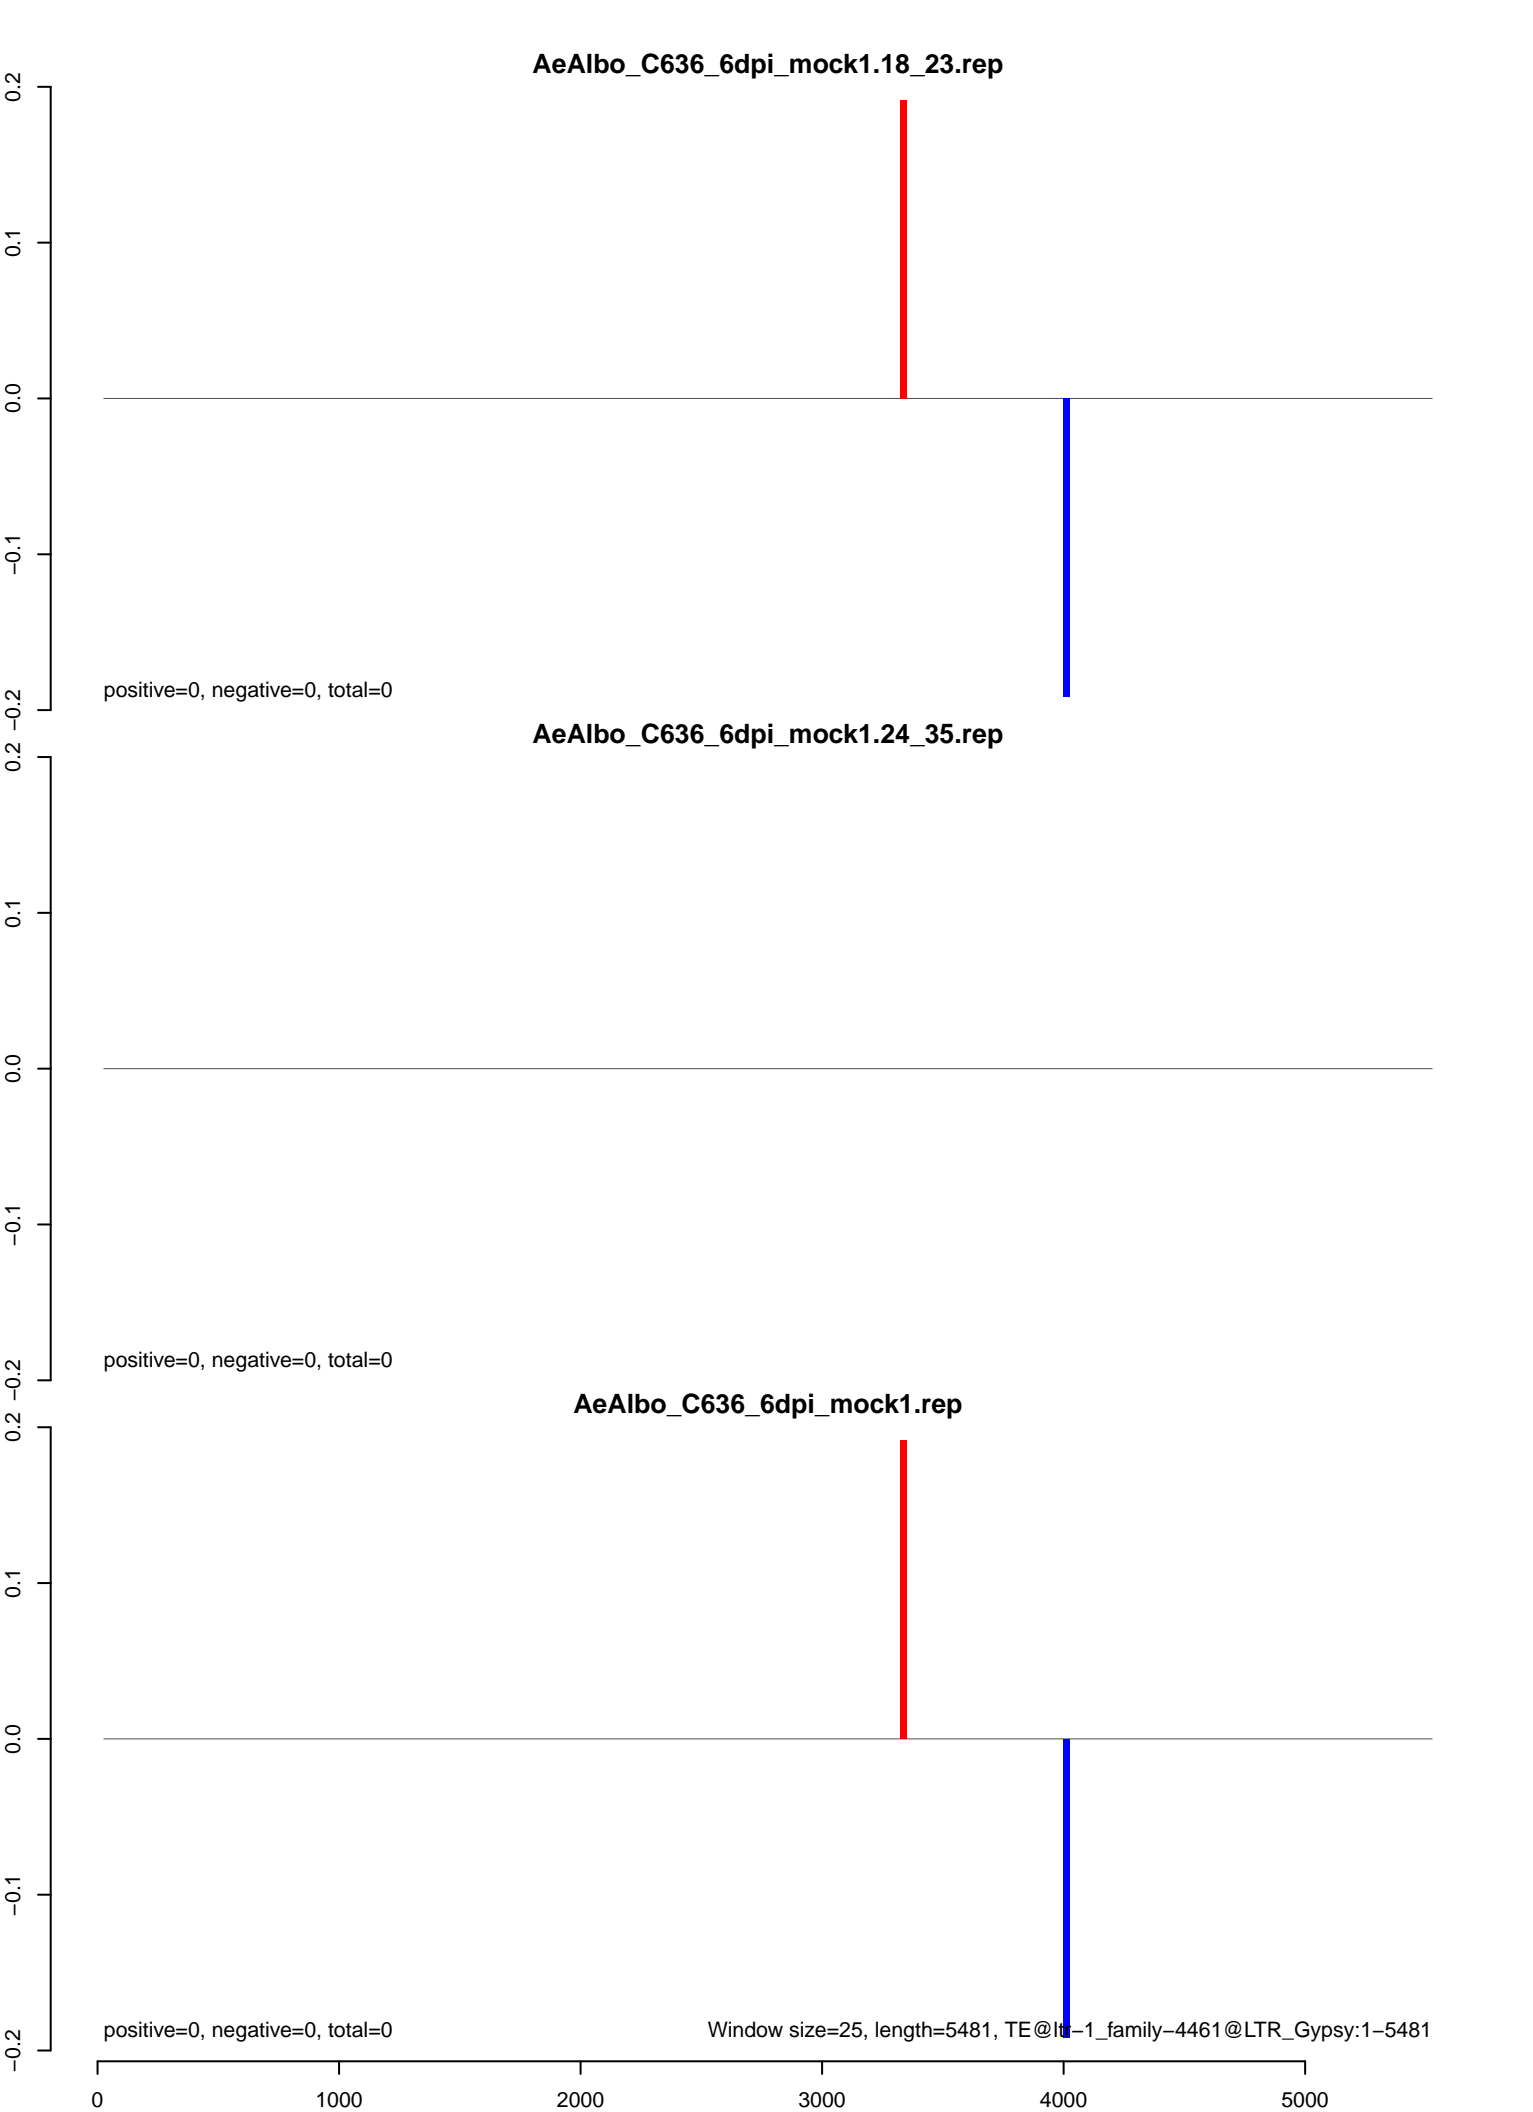 AeAlbo_C636_6dpi_mock1.18_23.rep
0.2
0.1
0.0
−0.1
−0.2
positive=0, negative=0, total=0
AeAlbo_C636_6dpi_mock1.24_35.rep
0.2
0.1
0.0
−0.1
−0.2
positive=0, negative=0, total=0
AeAlbo_C636_6dpi_mock1.rep
0.2
0.1
0.0
−0.1
−0.2
positive=0, negative=0, total=0
Window size=25, length=5481, TE@ltr−1_family−4461@LTR_Gypsy:1−5481
0 1000 2000 3000 4000 5000